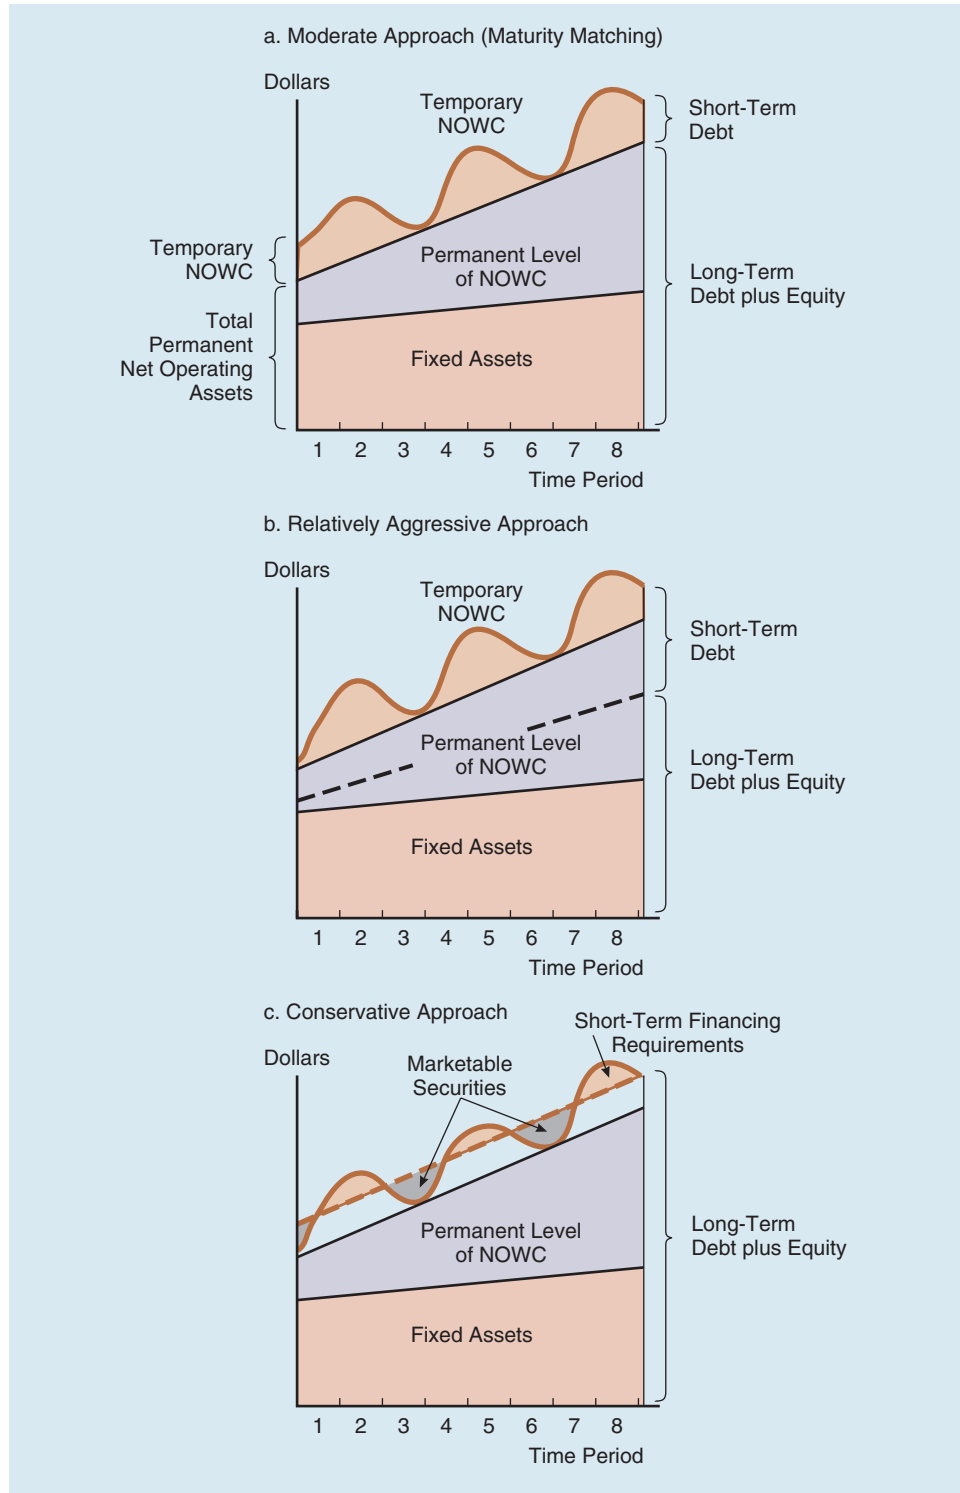 a. Moderate Approach (Maturity Matching)
Dollars
Temporary
NOWC
Short-Term
Debt
Temporary
NOWC
Permanent Level
of NOWC
Long-Term
Debt plus Equity
Total
Permanent
Net Operating
Assets
Fixed Assets
1 2 3 4 5 6 7 8
Time Period
b. Relatively Aggressive Approach
Dollars
Temporary
NOWC
Short-Term
Debt
Permanent Level
of NOWC
Long-Term
Debt plus Equity
Fixed Assets
1 2 3 4 5 6 7 8
Time Period
c. Conservative Approach
Short-Term Financing
Requirements
Dollars
Marketable
Securities
Permanent Level
of NOWC
Long-Term
Debt plus Equity
Fixed Assets
1 2 3 4 5 6 7 8
Time Period